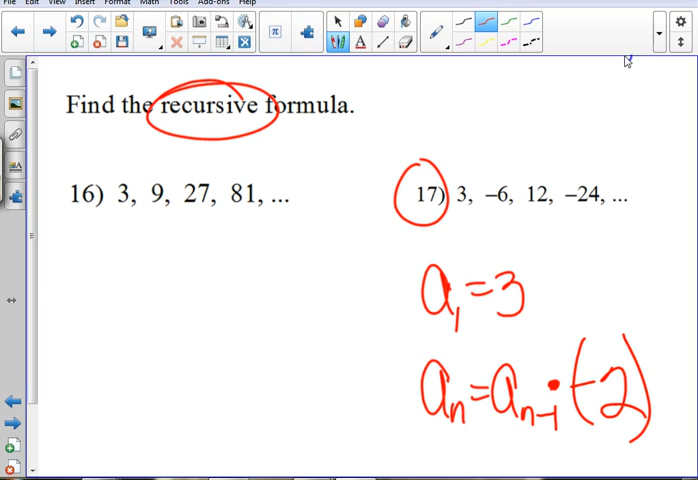 File Edit View Insert Format Math Tools Add-ons Help
Find the recursive formula.
16) 3, 9, 27, 81, ...
17) 3, –6, 12, –24, ...
a₁ = 3
aₙ = aₙ₋₁ • (–2)